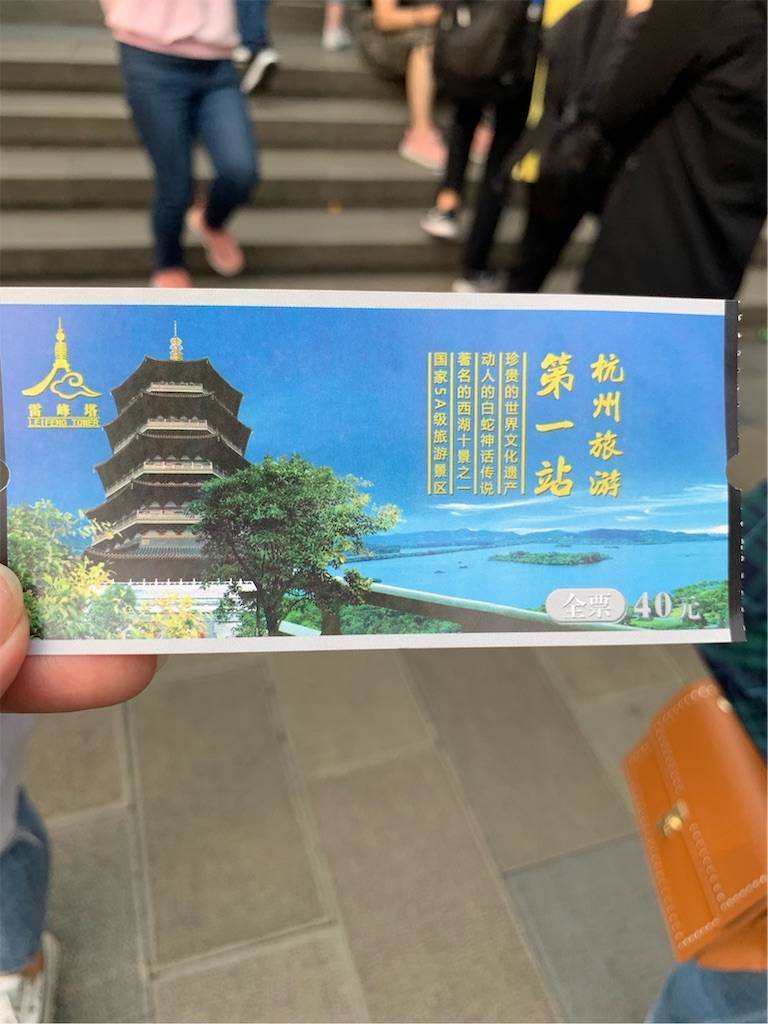 雷峰塔
LEIFENG TOWER
杭州旅游
第一站
珍贵的世界文化遗产
动人的白蛇神话传说
著名的西湖十景之一
国家5A级旅游景区
全票 40元